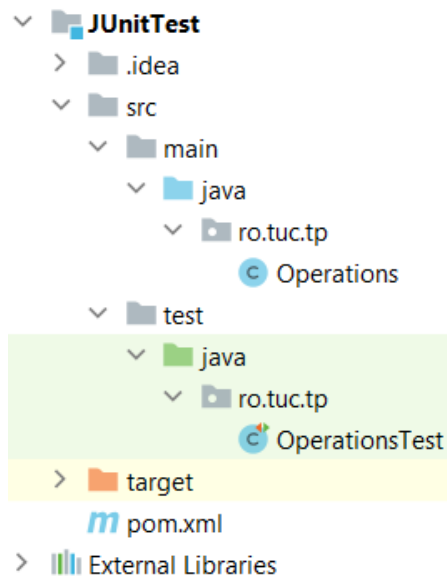 JUnitTest
.idea
src
main
java
ro.tuc.tp
C Operations
test
java
ro.tuc.tp
C OperationsTest
target
m pom.xml
External Libraries